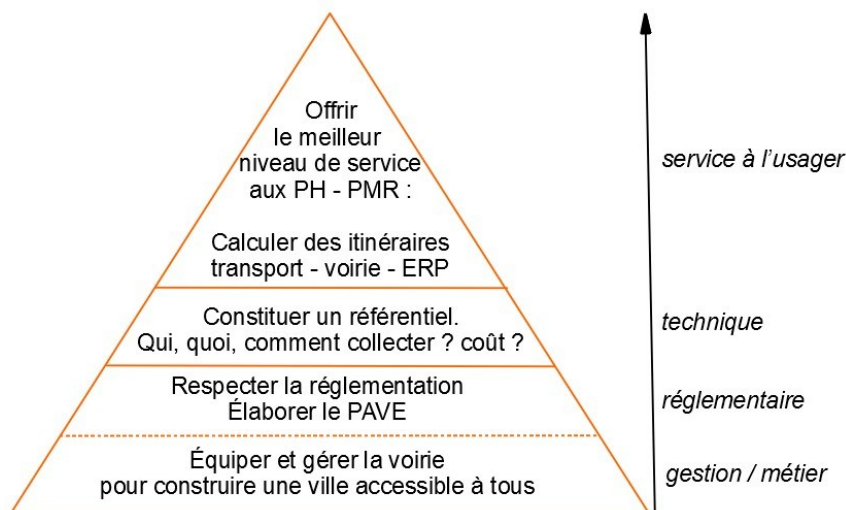 Offrir
le meilleur
niveau de service
aux PH - PMR :
service à l'usager
Calculer des itinéraires
transport - voirie - ERP
Constituer un référentiel.
Qui, quoi, comment collecter ? coût ?
technique
Respecter la réglementation
Élaborer le PAVE
réglementaire
Équiper et gérer la voirie
pour construire une ville accessible à tous
gestion / métier